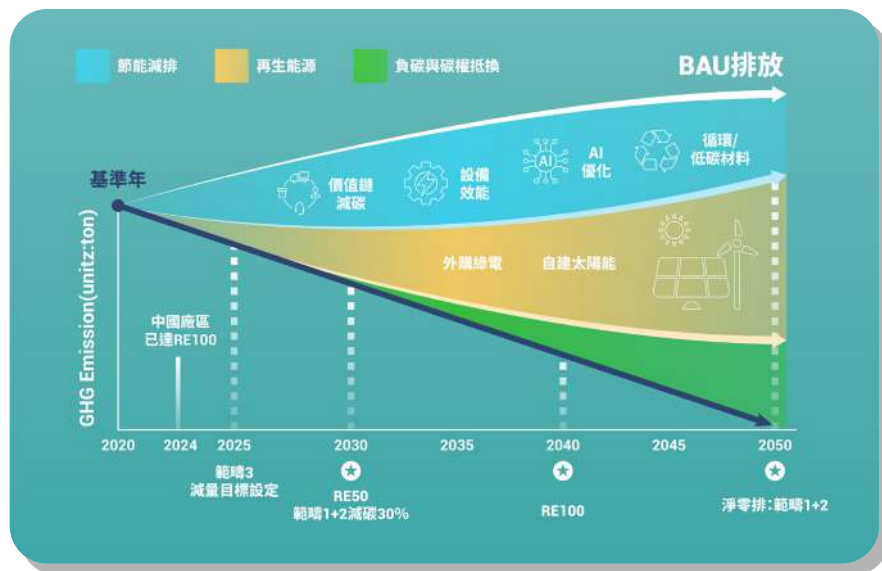 節能減排
再生能源
負碳與碳權抵換
BAU排放
基準年
價值鏈
減碳
設備
效能
AI
AI
優化
循環/
低碳材料
外購綠電
自建太陽能
GHG Emission(unitz:ton)
中國廠區
已達RE100
2020
2024
2025
2030
2035
2040
2045
2050
範疇3
減量目標設定
RE50
範疇1+2減碳30%
RE100
淨零排:範疇1+2